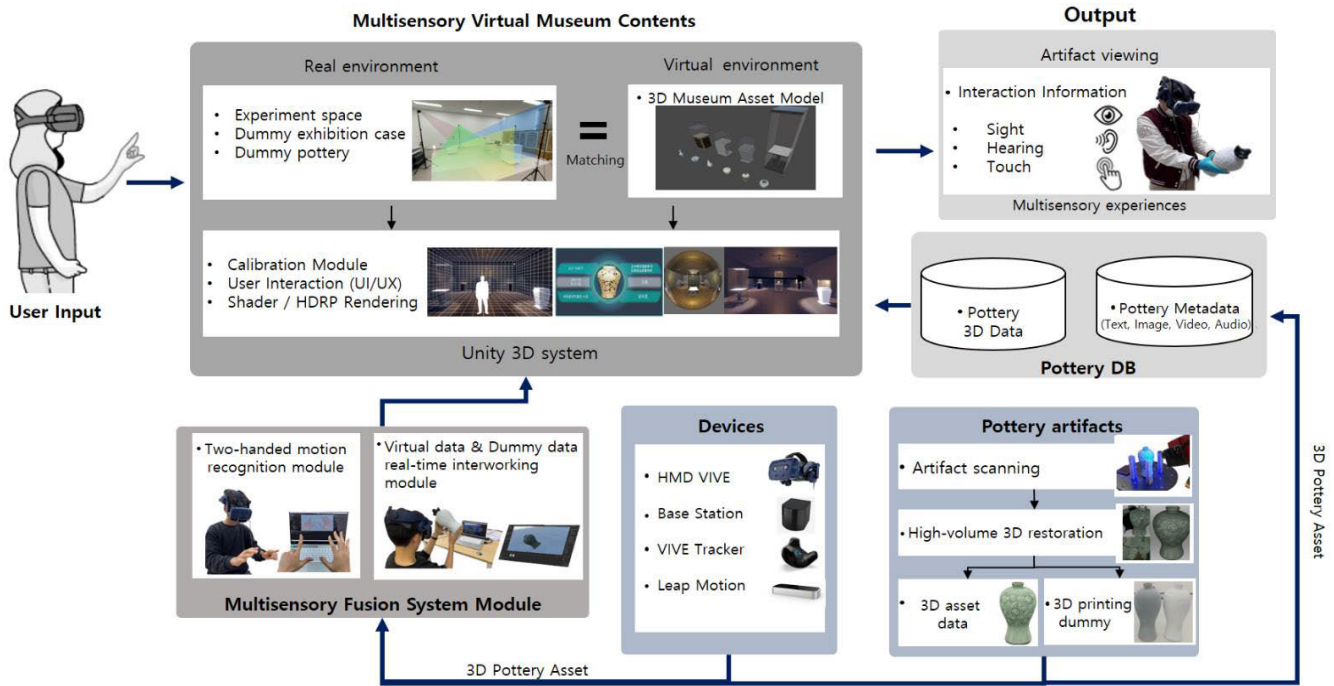 Multisensory Virtual Museum Contents
Real environment
Virtual environment
• Experiment space
• Dummy exhibition case
• Dummy pottery
=
Matching
• 3D Museum Asset Model
• Calibration Module
• User Interaction (UI/UX)
• Shader / HDRP Rendering
Unity 3D system
User Input
Output
Artifact viewing
• Interaction Information
• Sight
• Hearing
• Touch
Multisensory experiences
• Pottery
3D Data
• Pottery Metadata
(Text, Image, Video, Audio)
Pottery DB
• Two-handed motion
recognition module
• Virtual data & Dummy data
real-time interworking
module
Multisensory Fusion System Module
Devices
• HMD VIVE
• Base Station
• VIVE Tracker
• Leap Motion
Pottery artifacts
• Artifact scanning
• High-volume 3D restoration
• 3D asset
data
• 3D printing
dummy
3D Pottery Asset
3D Pottery Asset